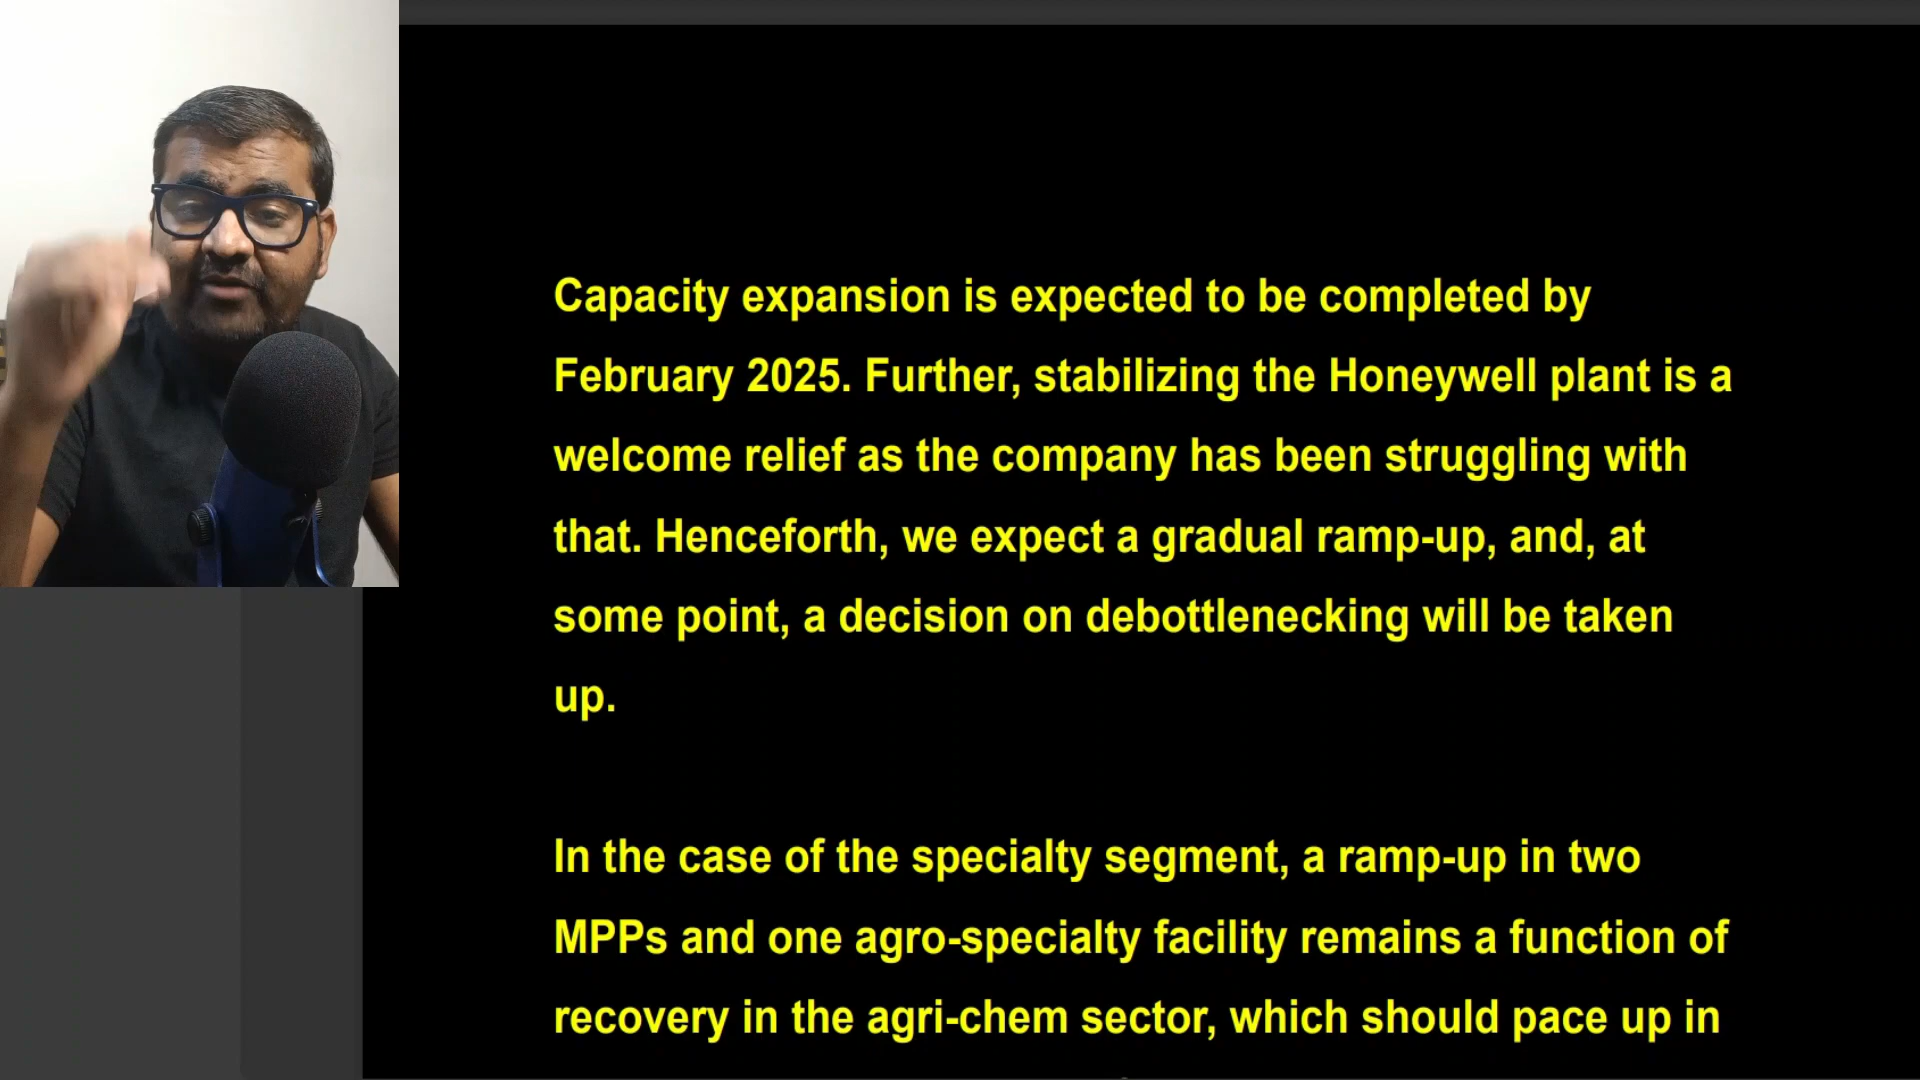 Capacity expansion is expected to be completed by
February 2025. Further, stabilizing the Honeywell plant is a
welcome relief as the company has been struggling with
that. Henceforth, we expect a gradual ramp-up, and, at
some point, a decision on debottlenecking will be taken
up.
In the case of the specialty segment, a ramp-up in two
MPPs and one agro-specialty facility remains a function of
recovery in the agri-chem sector, which should pace up in